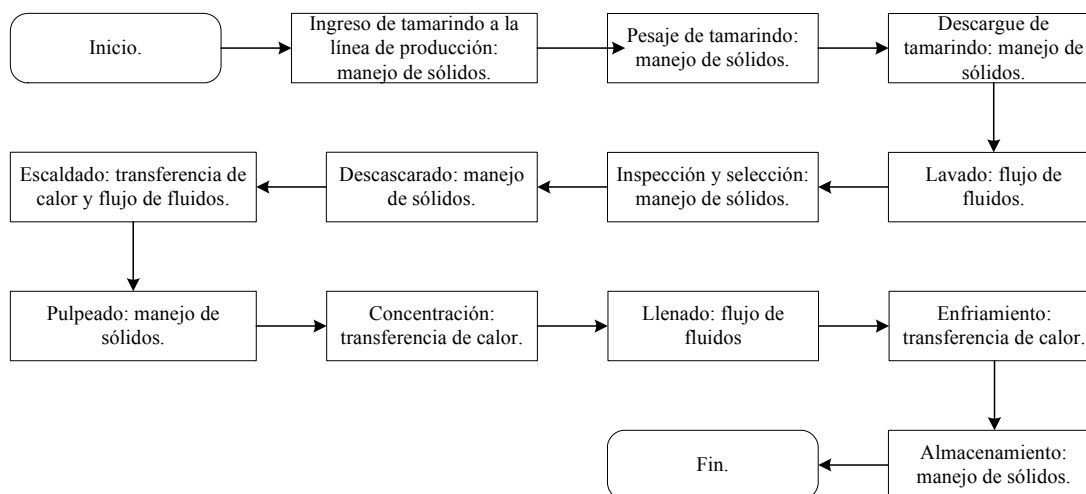 Inicio.
Ingreso de tamarindo a la
línea de producción:
manejo de sólidos.
Pesaje de tamarindo:
manejo de sólidos.
Descargue de
tamarindo: manejo de
sólidos.
Lavado: flujo de
fluidos.
Inspección y selección:
manejo de sólidos.
Descascarado: manejo
de sólidos.
Escaldado: transferencia de
calor y flujo de fluidos.
Pulpeado: manejo de
sólidos.
Concentración:
transferencia de calor.
Llenado: flujo de
fluidos
Enfriamiento:
transferencia de calor.
Almacenamiento:
manejo de sólidos.
Fin.